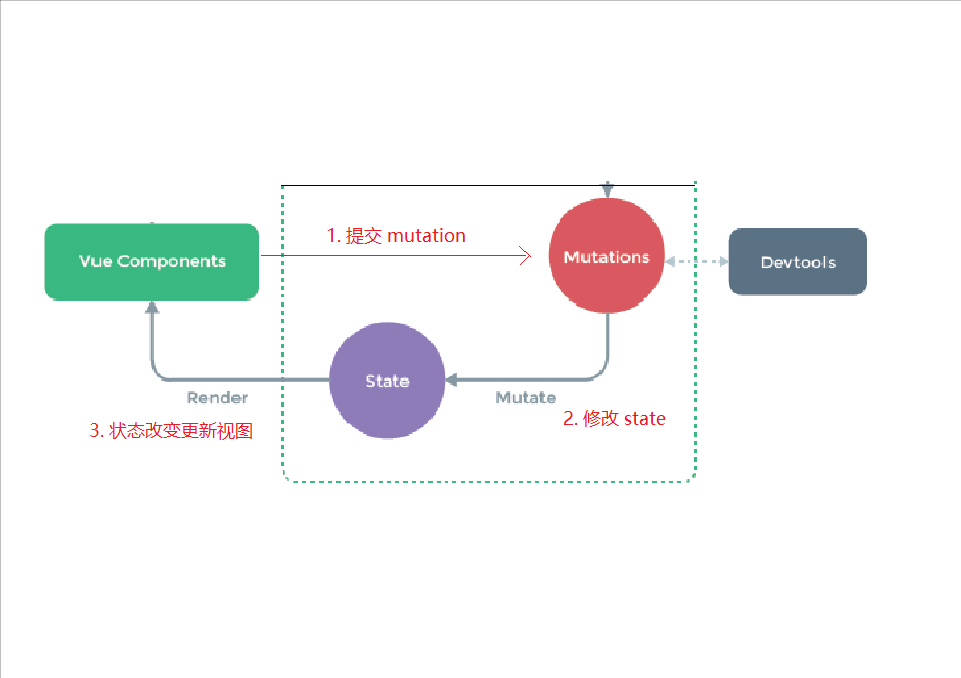 1. 提交 mutation
Vue Components
Mutations
Devtools
State
Render
Mutate
2. 修改 state
3. 状态改变更新视图